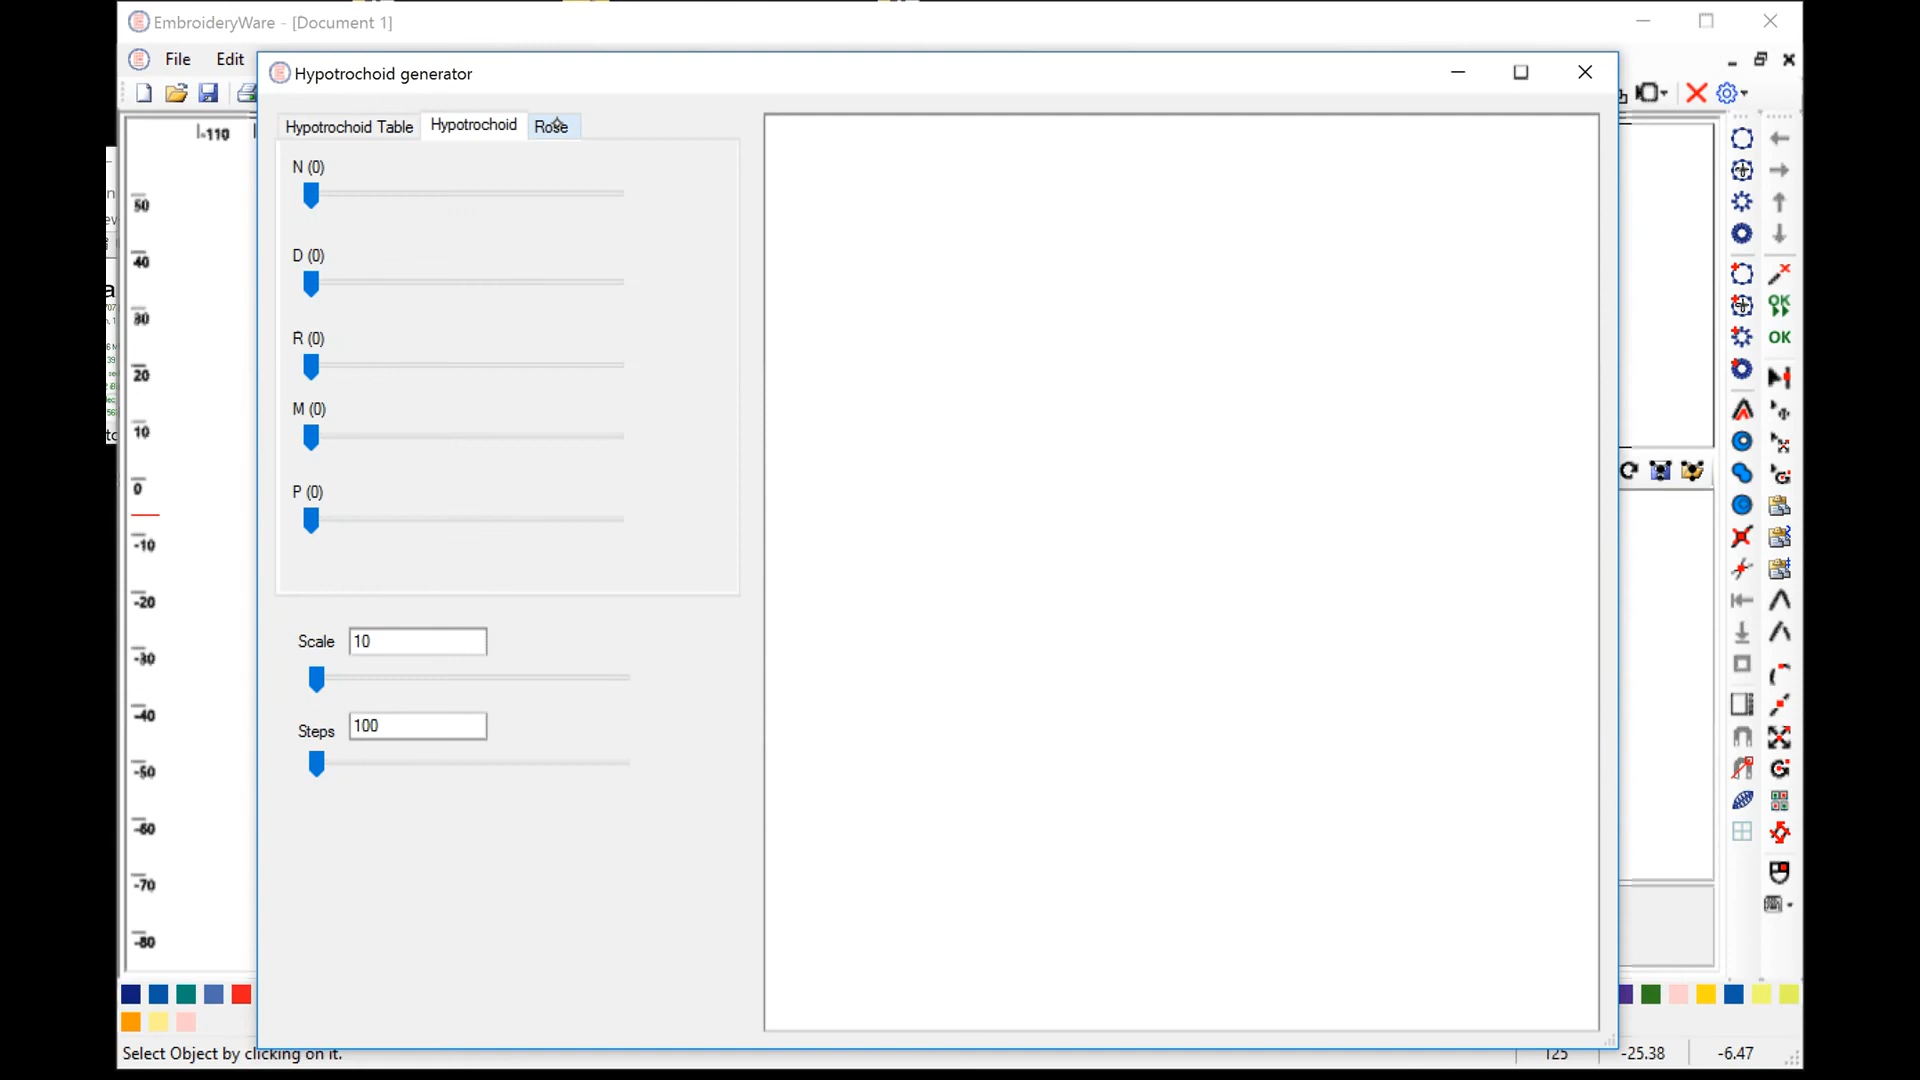 EmbroideryWare - [Document 1]
File Edit
Hypotrochoid generator
Hypotrochoid Table Hypotrochoid Rose
N (0)
D (0)
R (0)
M (0)
P (0)
Scale 10
Steps 100
-110
50
40
30
20
10
0
-10
-20
-30
-40
-50
-60
-70
-80
OK
OK
Select Object by clicking on it.
125 -25.38 -6.47